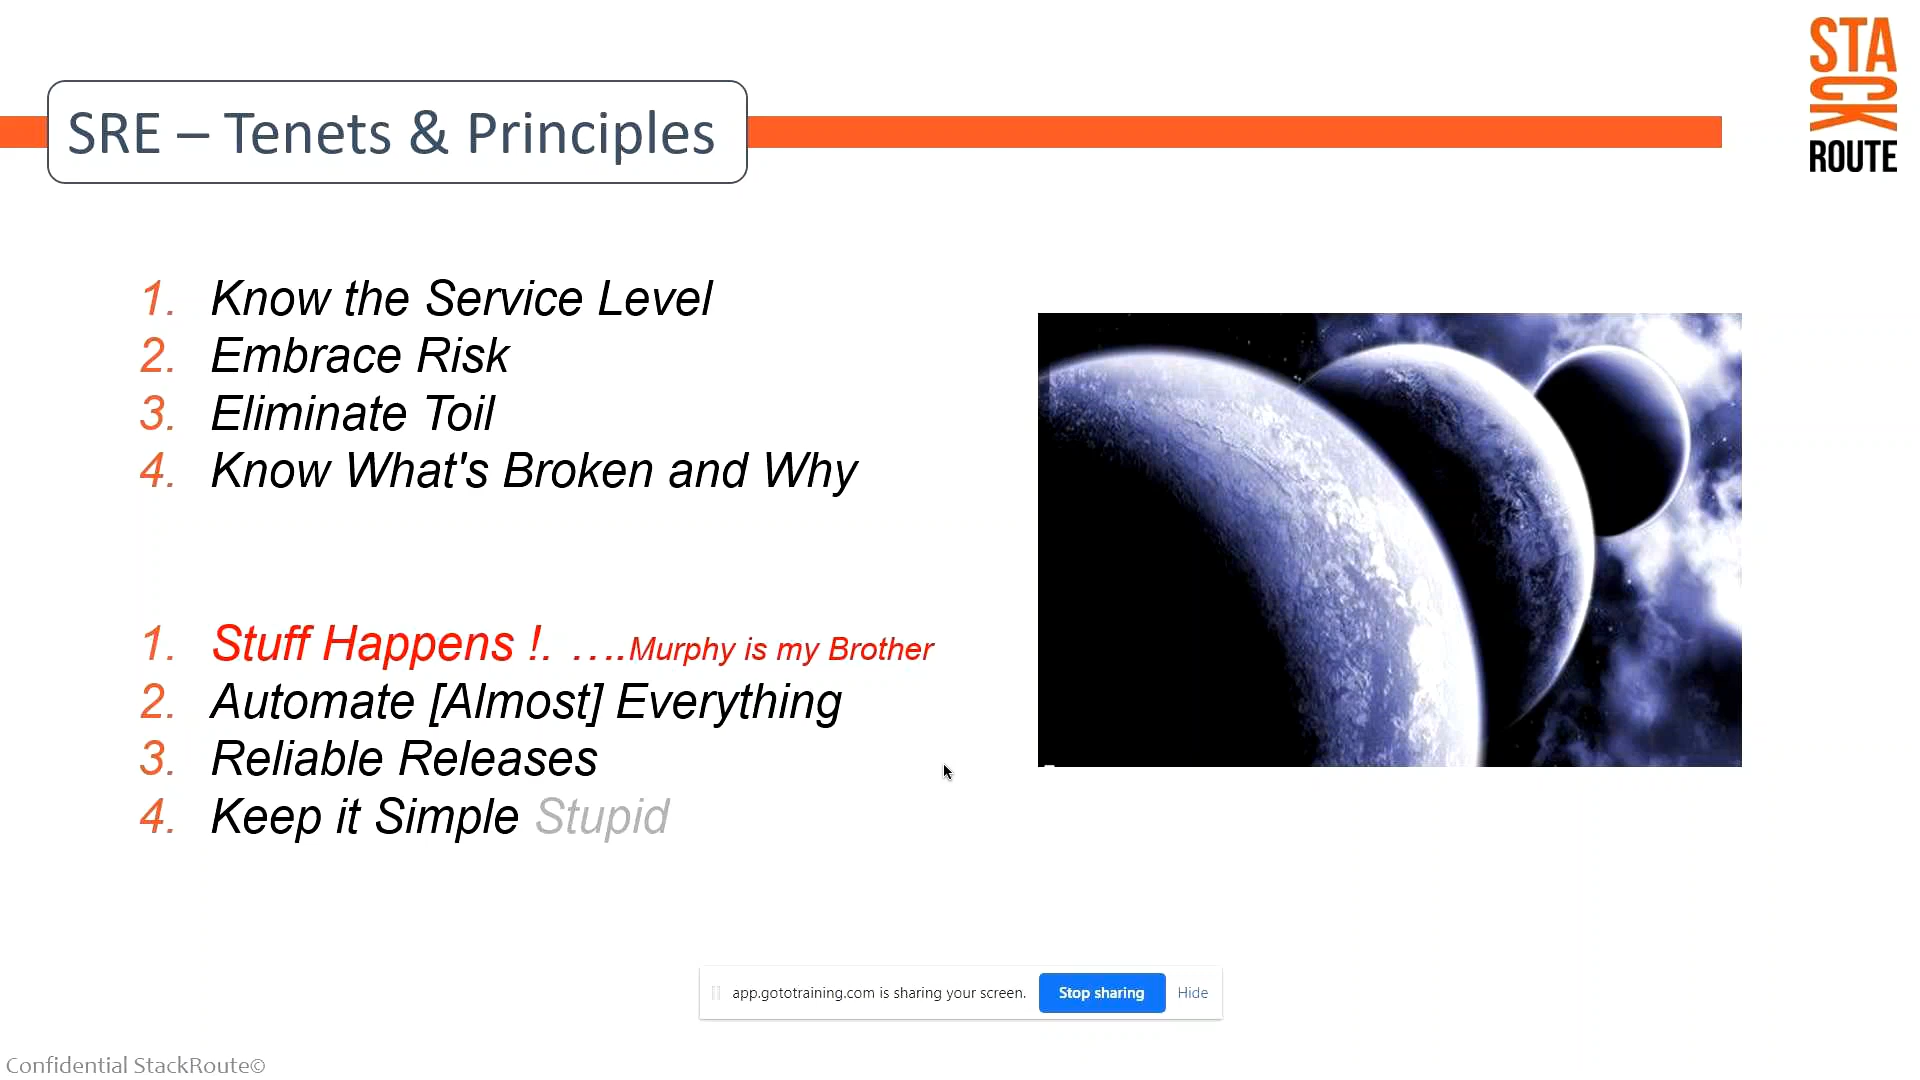 STA
CK
ROUTE
SRE – Tenets & Principles
1. Know the Service Level
2. Embrace Risk
3. Eliminate Toil
4. Know What's Broken and Why
1. Stuff Happens !. ….Murphy is my Brother
2. Automate [Almost] Everything
3. Reliable Releases
4. Keep it Simple Stupid
app.gototraining.com is sharing your screen. Stop sharing Hide
Confidential StackRoute©